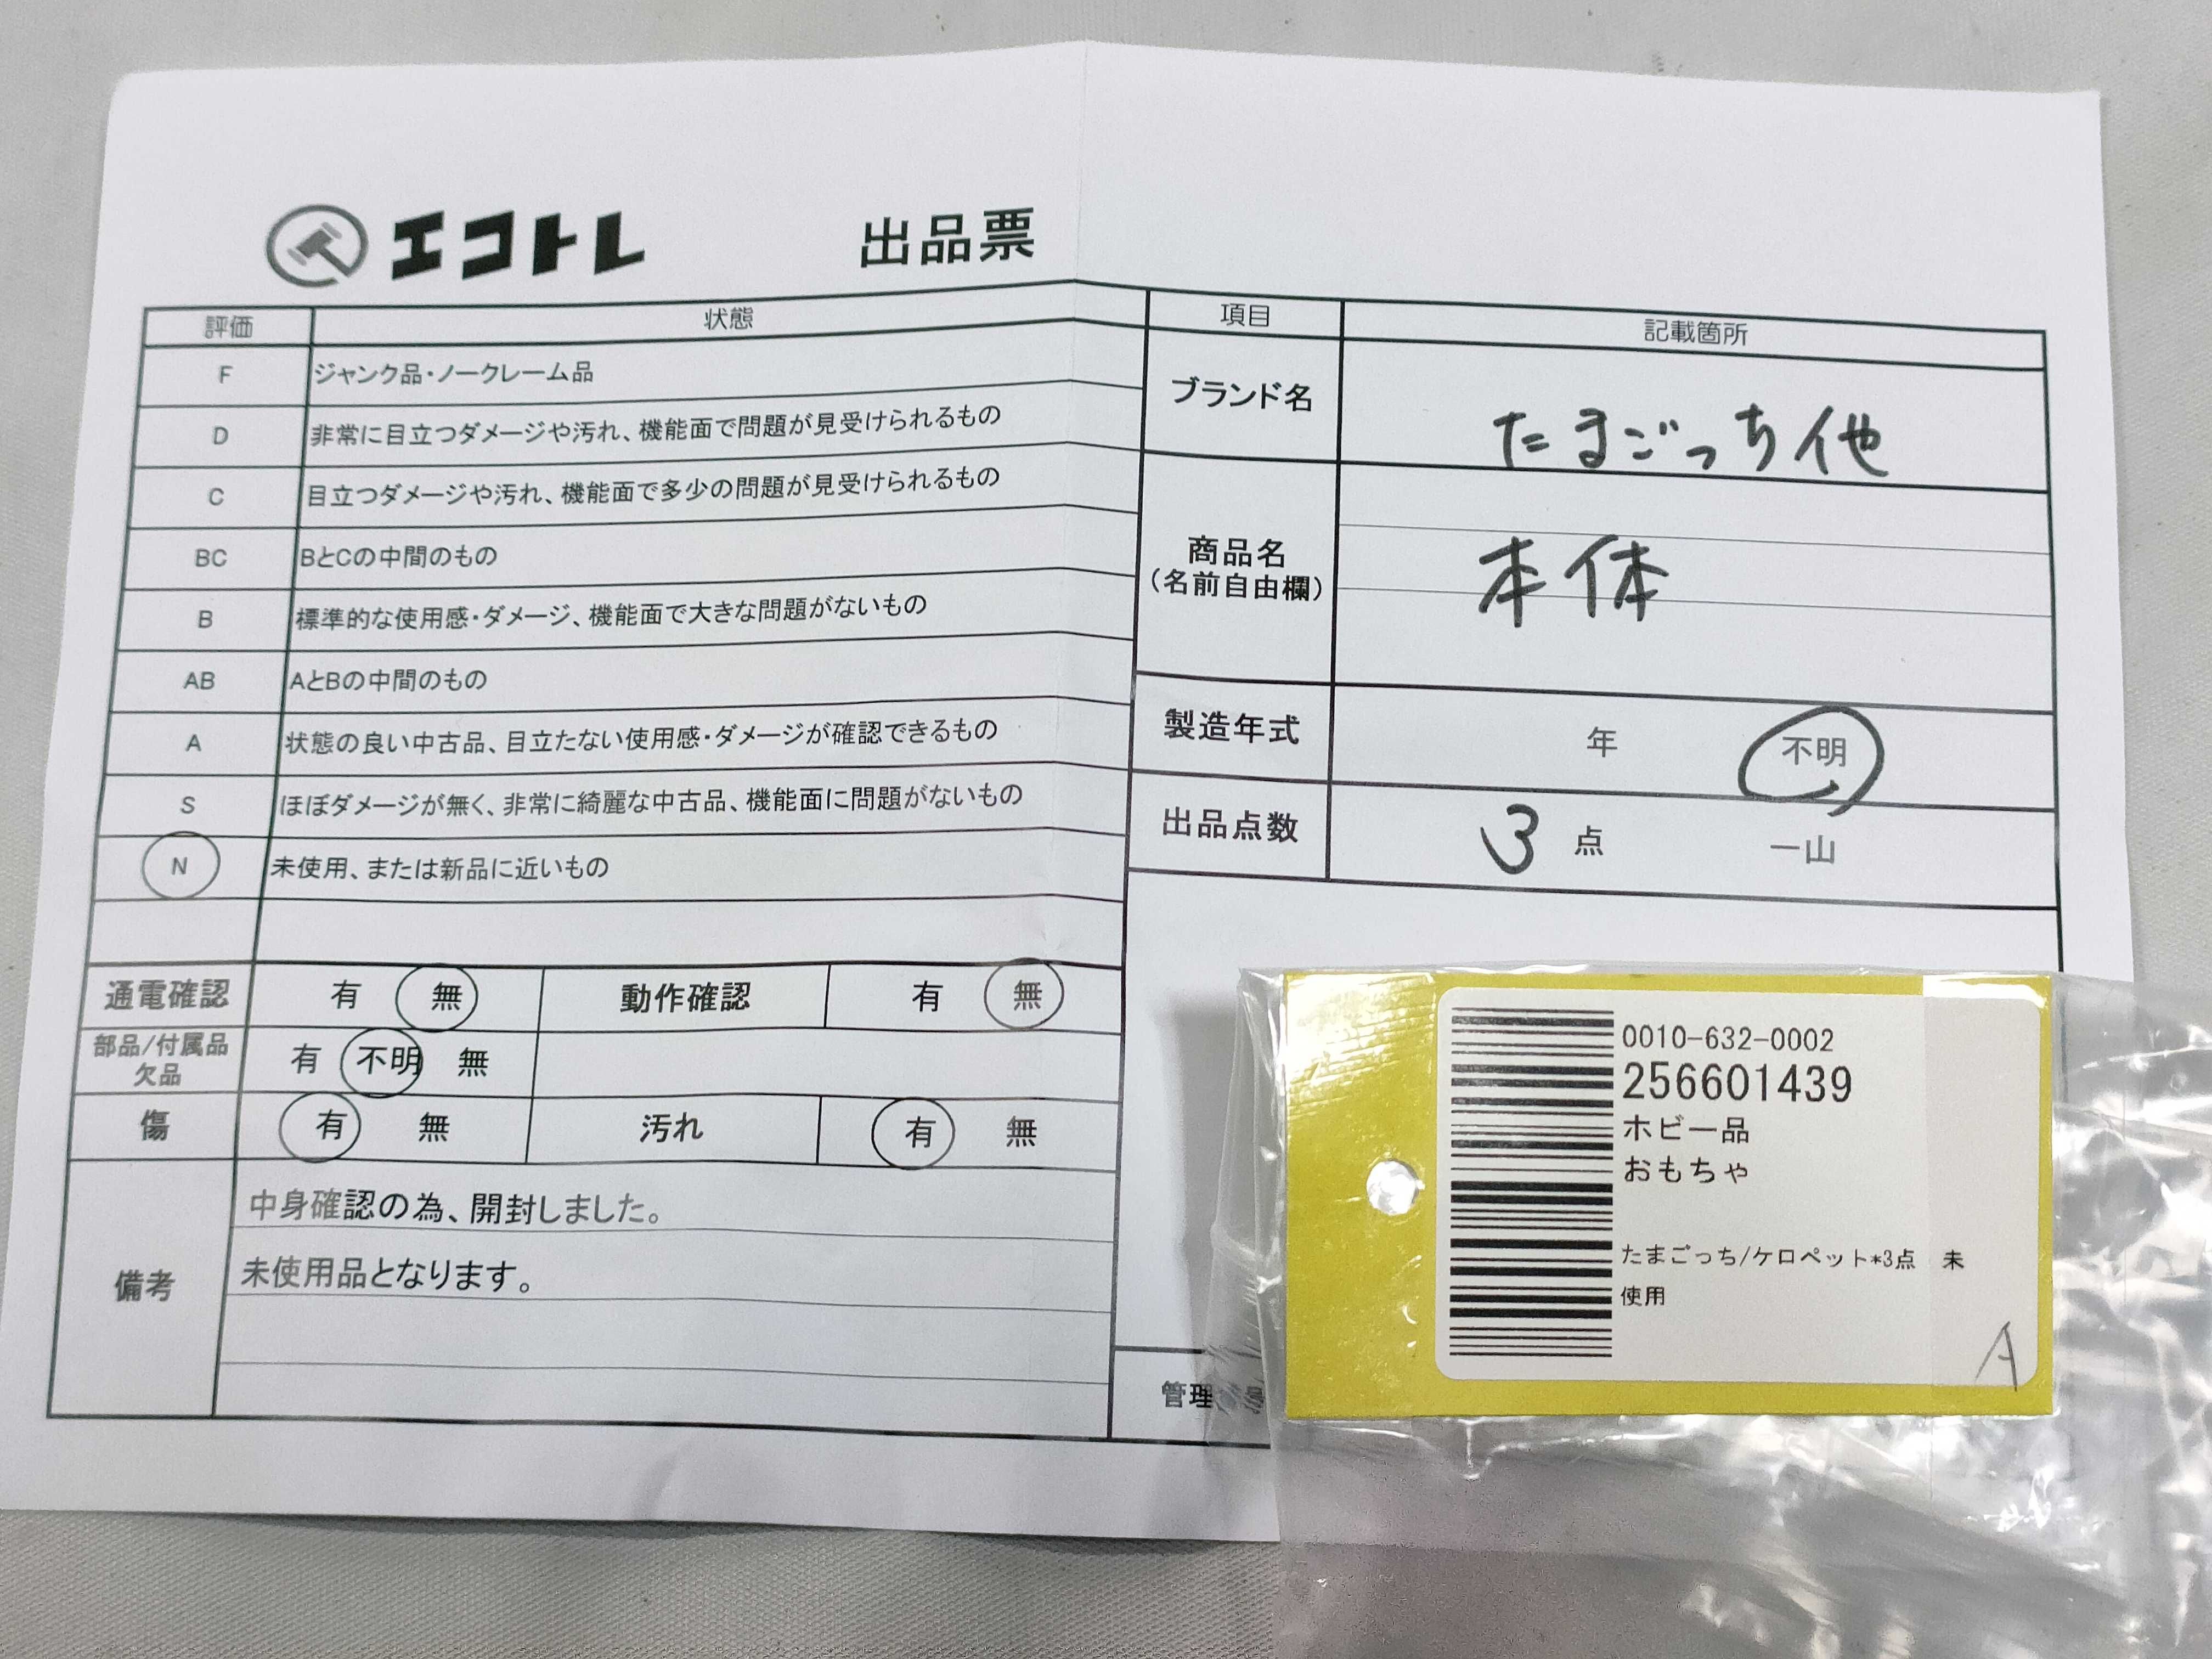 エコトレ 出品票
評価 状態
F ジャンク品・ノークレーム品
D 非常に目立つダメージや汚れ、機能面で問題が見受けられるもの
C 目立つダメージや汚れ、機能面で多少の問題が見受けられるもの
BC BとCの中間のもの
B 標準的な使用感・ダメージ、機能面で大きな問題がないもの
AB AとBの中間のもの
A 状態の良い中古品、目立たない使用感・ダメージが確認できるもの
S ほぼダメージが無く、非常に綺麗な中古品、機能面に問題がないもの
N 未使用、または新品に近いもの
通電確認 有 無 動作確認 有 無
部品/付属品
欠品 有 不明 無
傷 有 無 汚れ 有 無
備考 中身確認の為、開封しました。
未使用品となります。
項目 記載箇所
ブランド名 たまごっち他
商品名
(名前自由欄) 本体
製造年式 年 不明
出品点数 3 点 一山
管理
0010-632-0002
256601439
ホビー品
おもちゃ
たまごっち/ケロペット*3点 未
使用
A